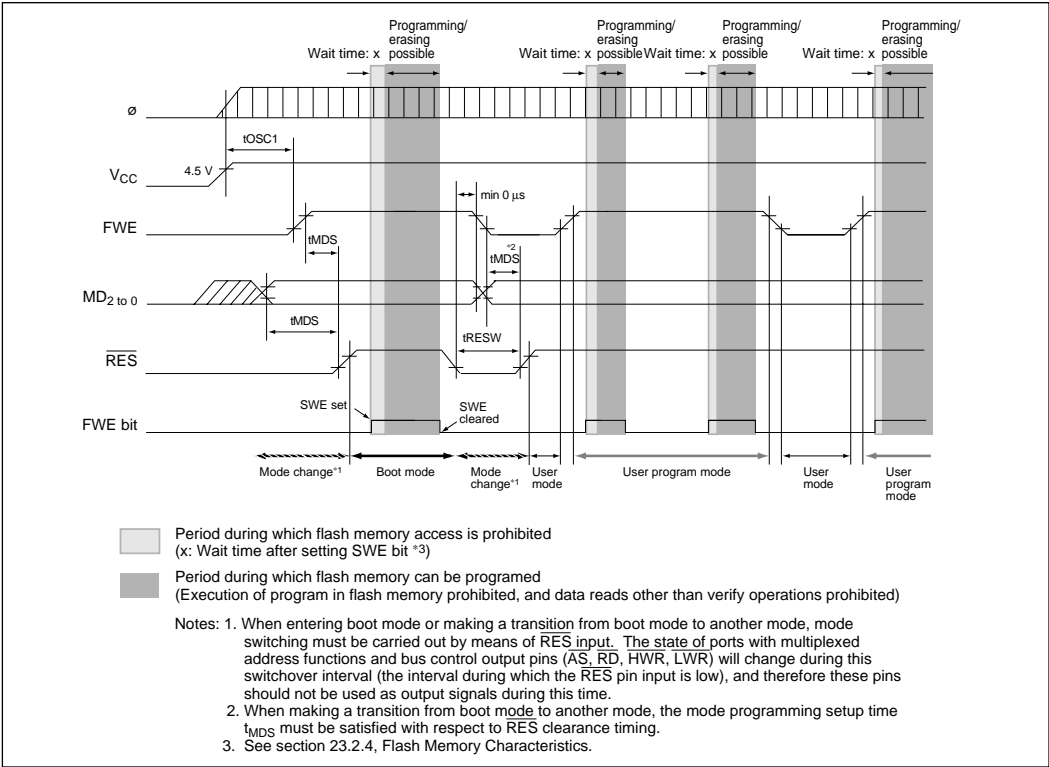 Programming/
erasing
possible
Wait time: x
Programming/
erasing
possible
Wait time: x
Programming/
erasing
possible
Wait time: x
Programming/
erasing
possible
Wait time: x
ø
tOSC1
4.5 V
VCC
min 0 µs
FWE
tMDS
*2
tMDS
MD2 to 0
tMDS
tRESW
RES
SWE set
SWE
cleared
FWE bit
Mode change*1
Boot mode
Mode
change*1
User
mode
User program mode
User
mode
User
program
mode
Period during which flash memory access is prohibited
(x: Wait time after setting SWE bit *3)
Period during which flash memory can be programed
(Execution of program in flash memory prohibited, and data reads other than verify operations prohibited)
Notes: 1. When entering boot mode or making a transition from boot mode to another mode, mode
switching must be carried out by means of RES input. The state of ports with multiplexed
address functions and bus control output pins (AS, RD, HWR, LWR) will change during this
switchover interval (the interval during which the RES pin input is low), and therefore these pins
should not be used as output signals during this time.
2. When making a transition from boot mode to another mode, the mode programming setup time
tMDS must be satisfied with respect to RES clearance timing.
3. See section 23.2.4, Flash Memory Characteristics.